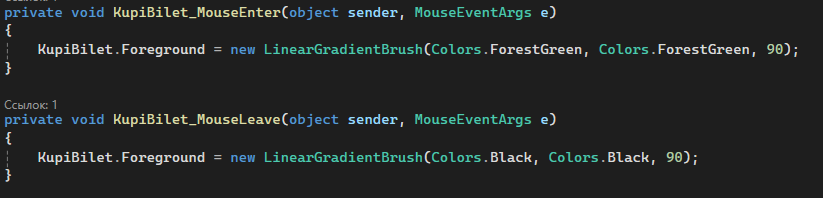 private void KupiBilet_MouseEnter(object sender, MouseEventArgs e)
{
KupiBilet.Foreground = new LinearGradientBrush(Colors.ForestGreen, Colors.ForestGreen, 90);
}
Ссылок: 1
private void KupiBilet_MouseLeave(object sender, MouseEventArgs e)
{
KupiBilet.Foreground = new LinearGradientBrush(Colors.Black, Colors.Black, 90);
}